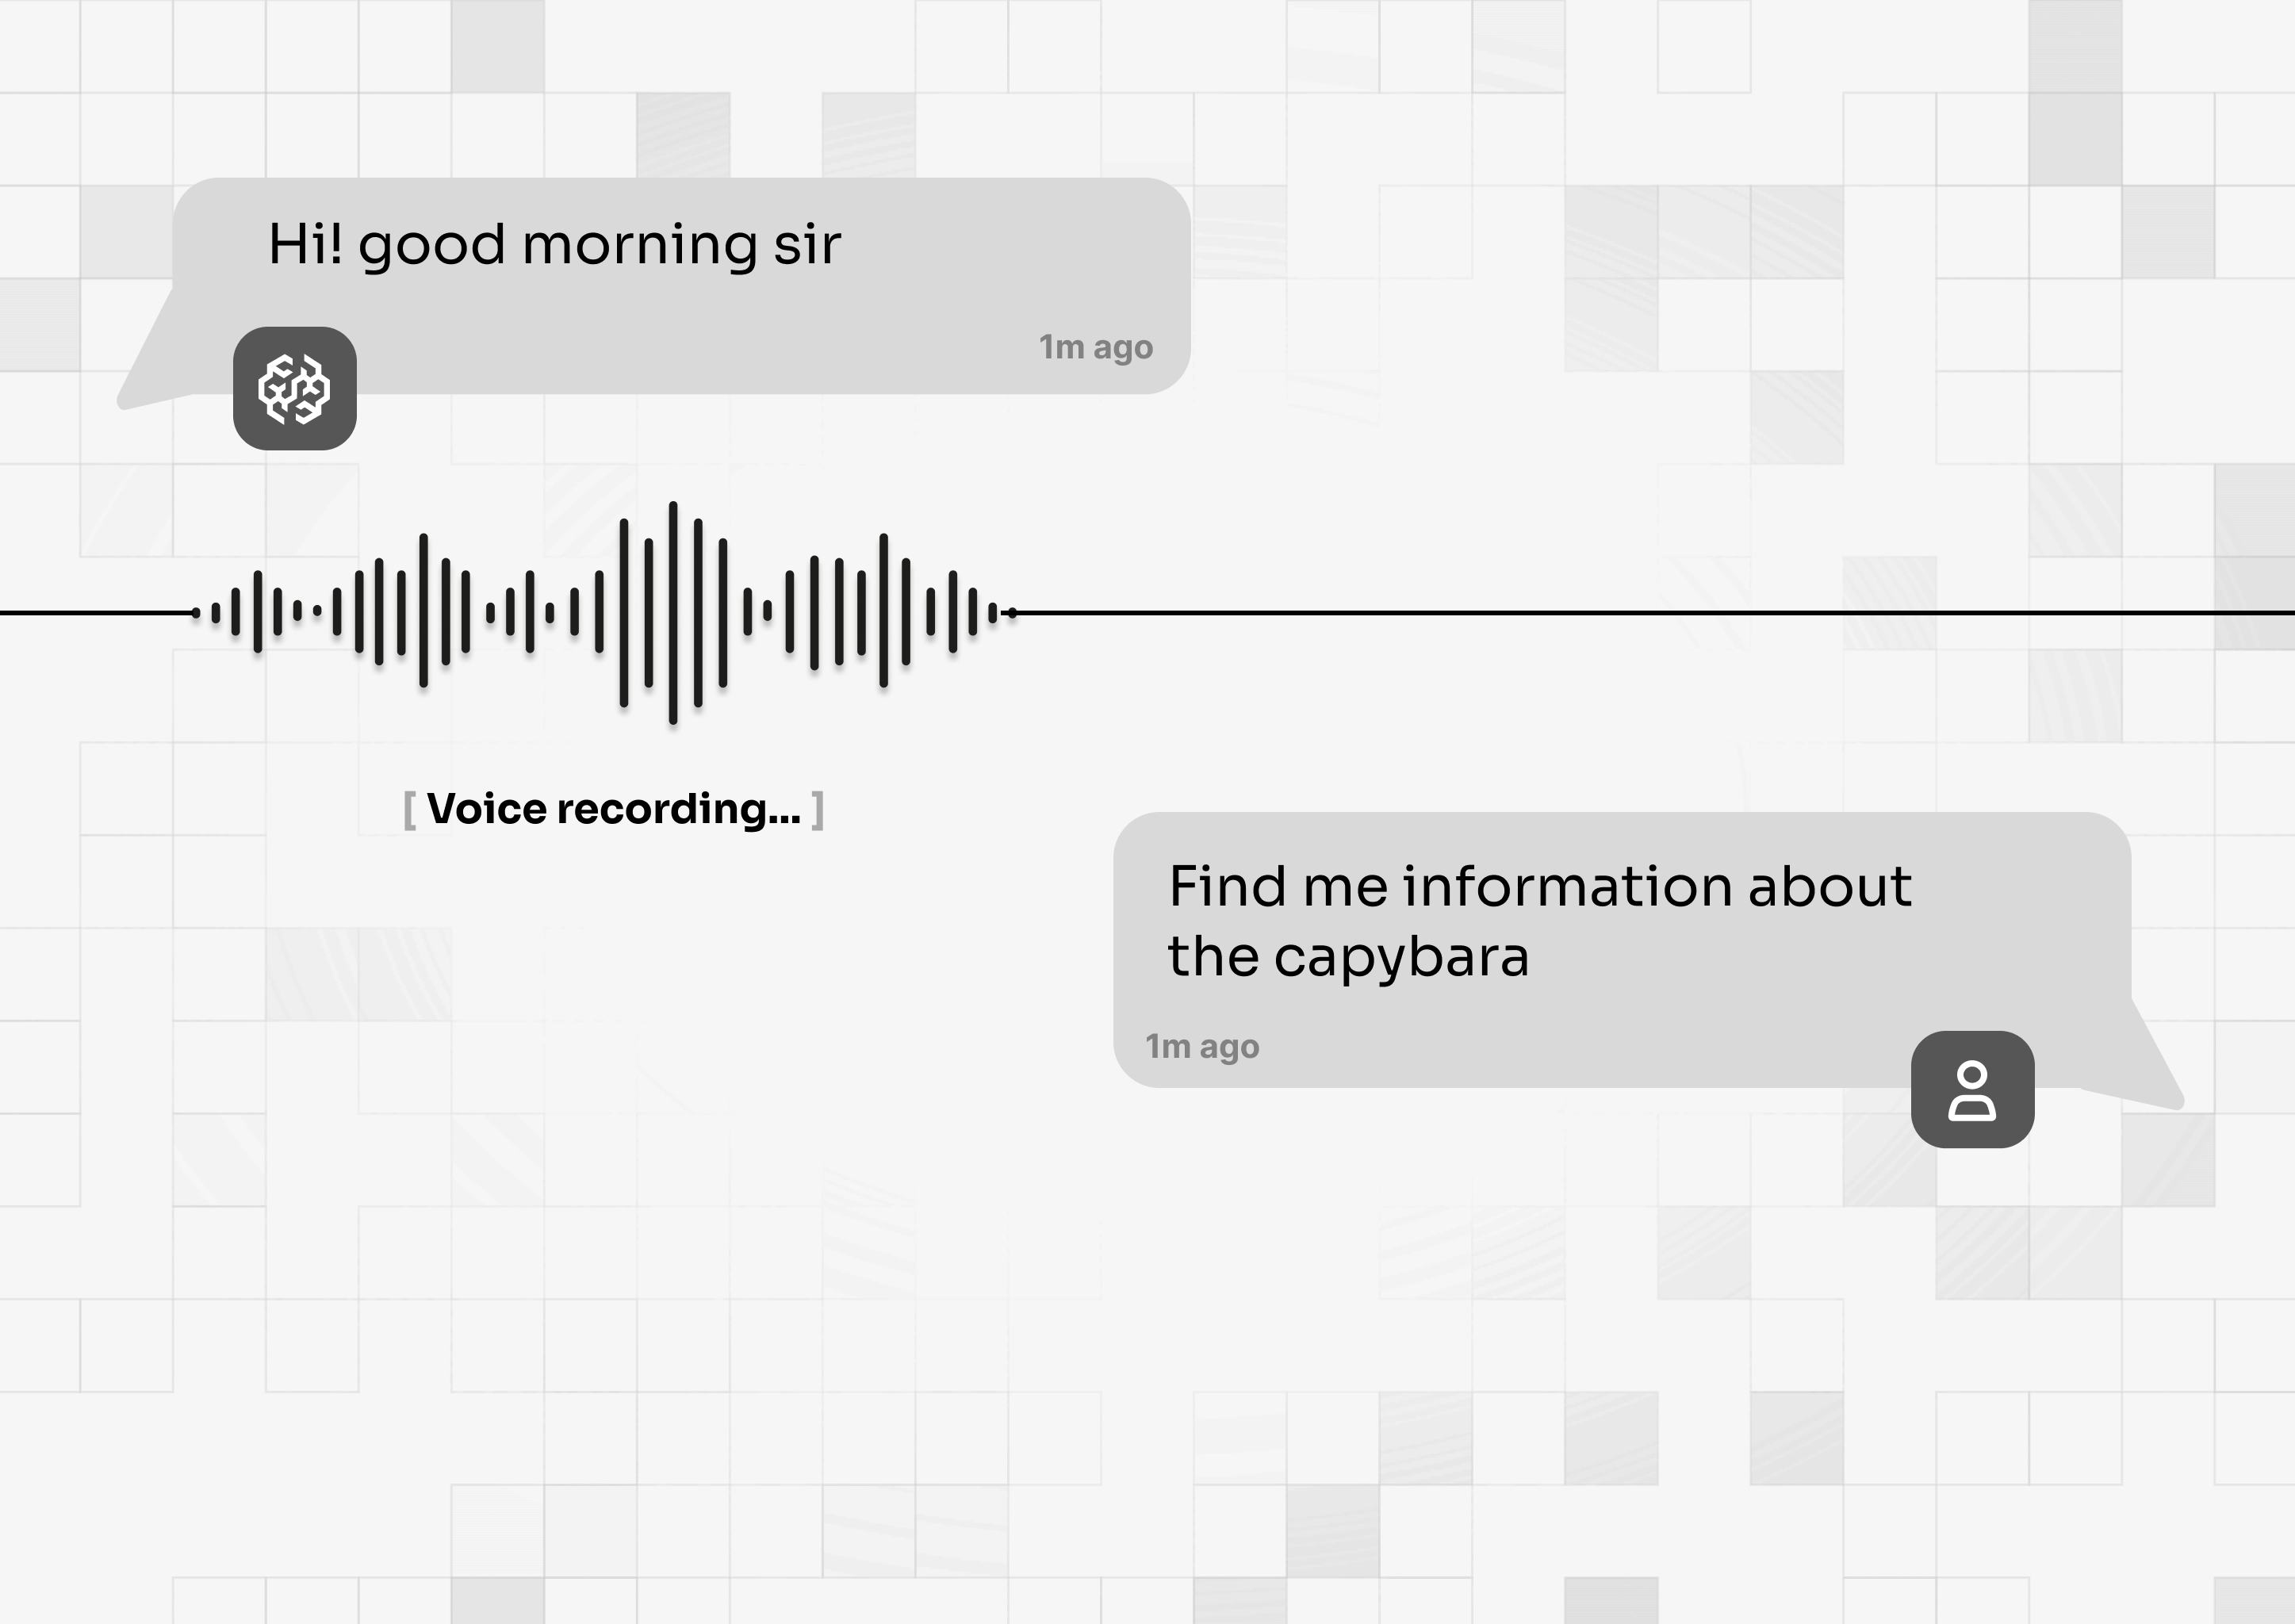 Hi! good morning sir
1m ago
[ Voice recording... ]
Find me information about
the capybara
1m ago